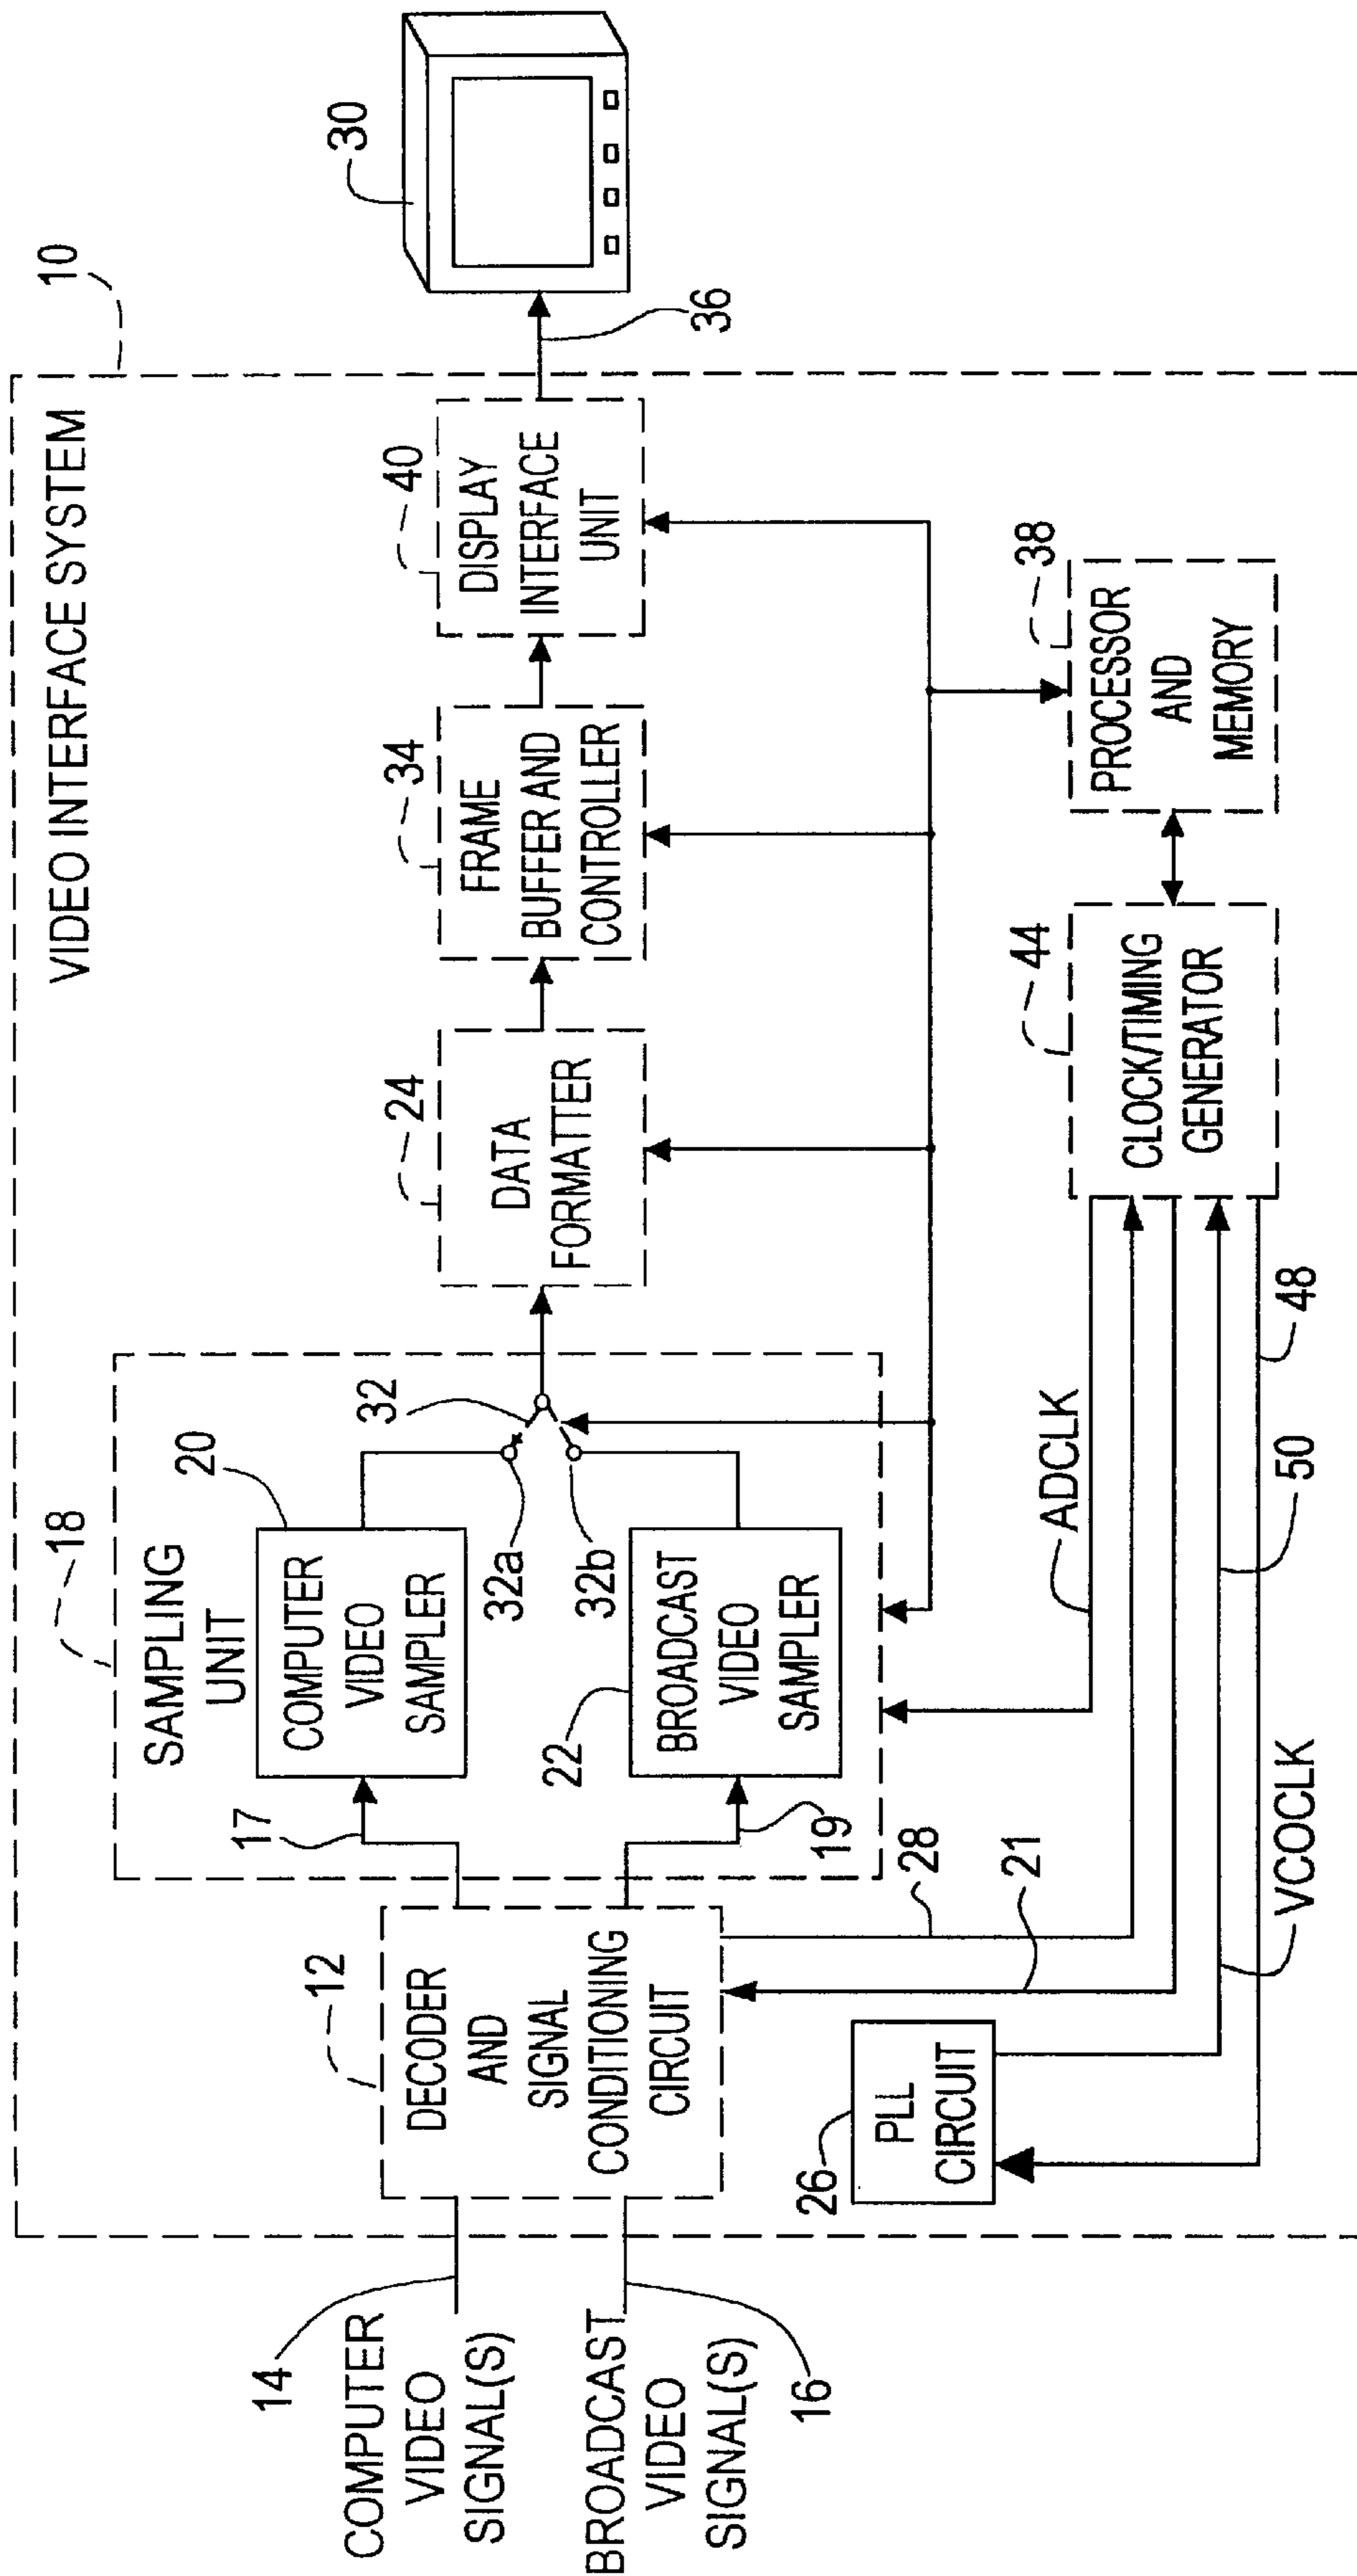 VIDEO INTERFACE SYSTEM
10
18
SAMPLING
UNIT
20
COMPUTER
VIDEO
SAMPLER
17
32
32a
32b
22
BROADCAST
VIDEO
SAMPLER
19
12
DECODER
AND
SIGNAL
CONDITIONING
CIRCUIT
14
COMPUTER
VIDEO
SIGNAL(S)
BROADCAST
VIDEO
SIGNAL(S)
16
24
DATA
FORMATTER
34
FRAME
BUFFER AND
CONTROLLER
40
DISPLAY
INTERFACE
UNIT
36
30
26
PLL
CIRCUIT
28
21
VCOCLK
ADCLK
50
48
44
CLOCK/TIMING
GENERATOR
38
PROCESSOR
AND
MEMORY